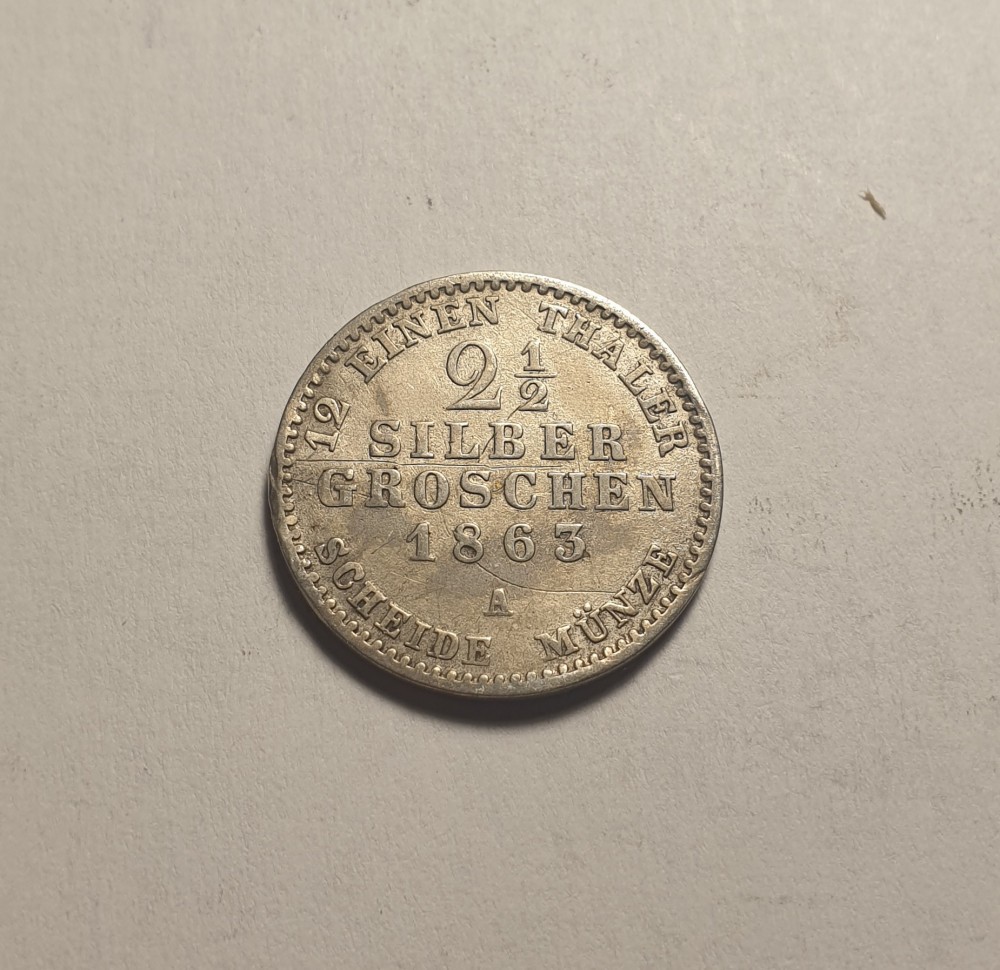 12 EINEN THALER
2 1/2
SILBER
GROSCHEN
1863
A
SCHEIDE MÜNZE